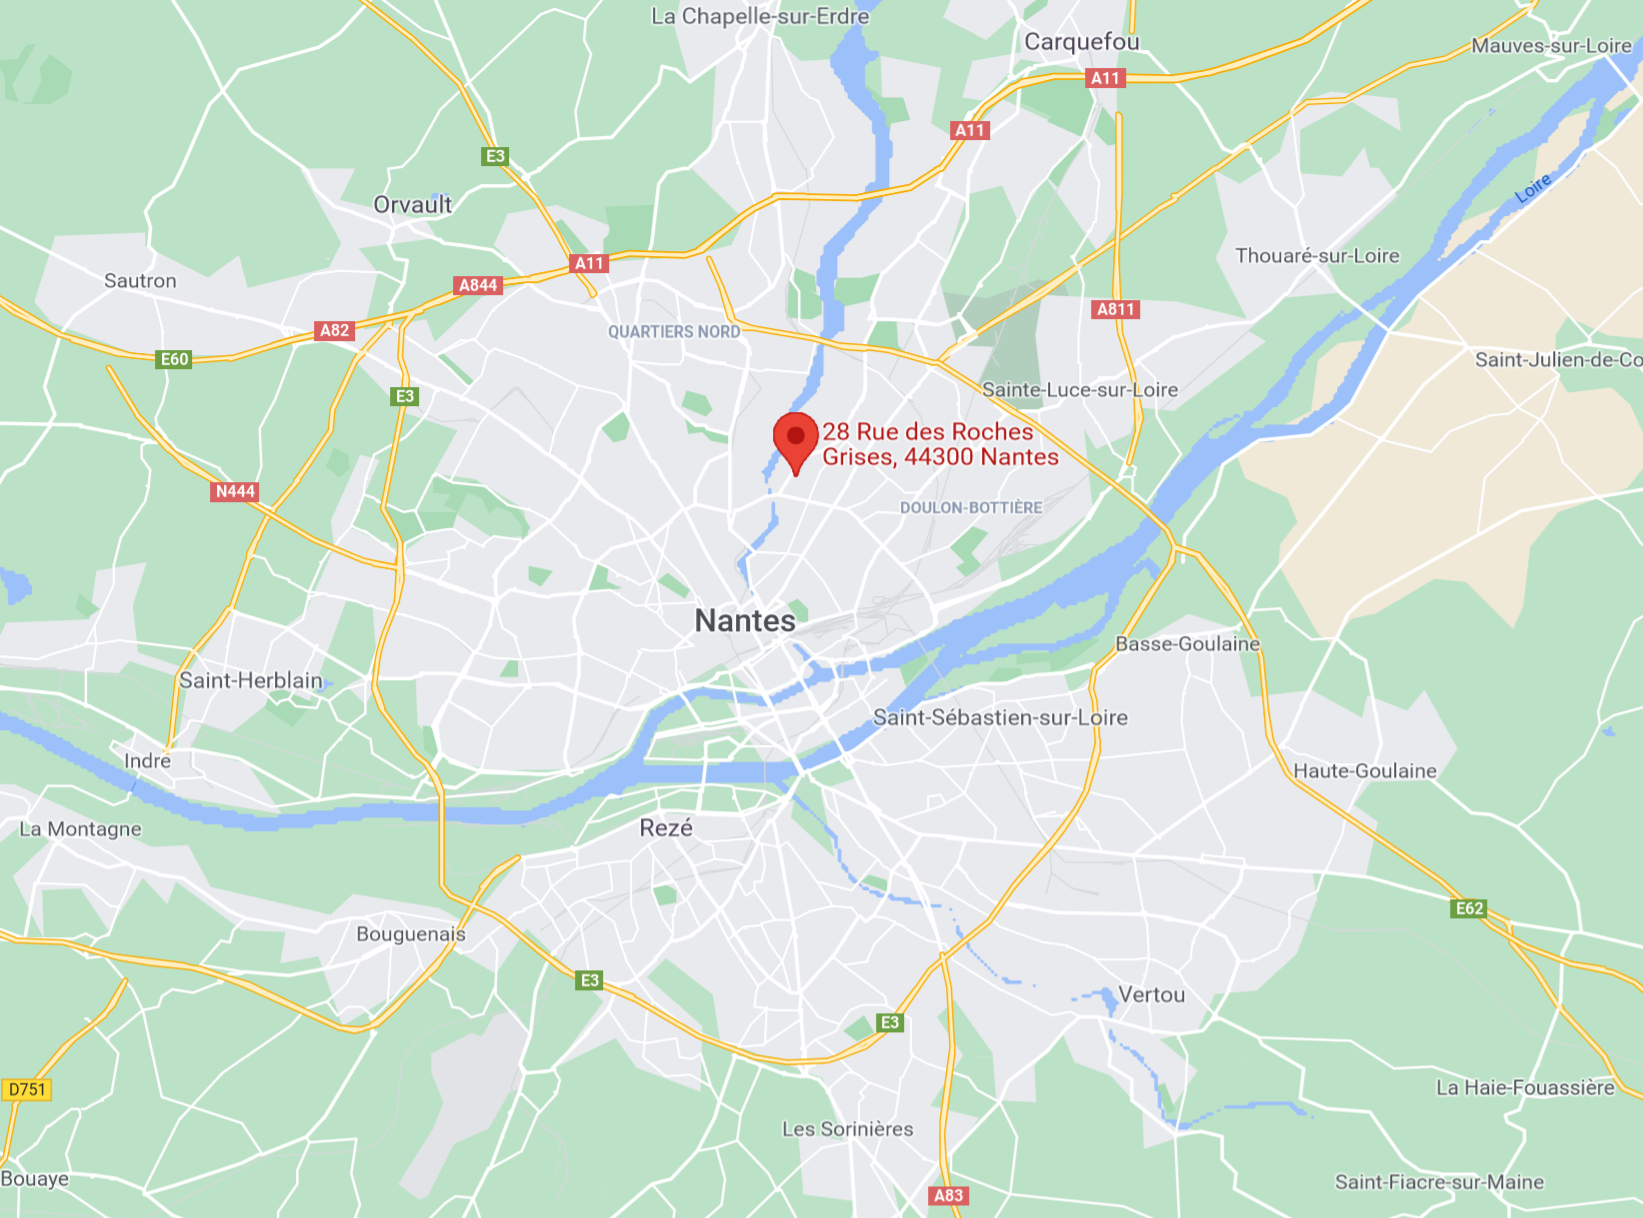 La Chapelle-sur-Erdre
Carquefou
Mauves-sur-Loire
A11
A11
E3
Loire
Orvault
Thouaré-sur-Loire
A11
Sautron
A844
A811
A82
QUARTIERS NORD
E60
Saint-Julien-de-Co
Sainte-Luce-sur-Loire
E3
28 Rue des Roches
Grises, 44300 Nantes
N444
DOULON-BOTTIÈRE
Nantes
Basse-Goulaine
Saint-Herblain
Saint-Sébastien-sur-Loire
Indre
Haute-Goulaine
La Montagne
Rezé
E62
Bouguenais
E3
Vertou
E3
D751
La Haie-Fouassière
Les Sorinières
Bouaye
Saint-Fiacre-sur-Maine
A83